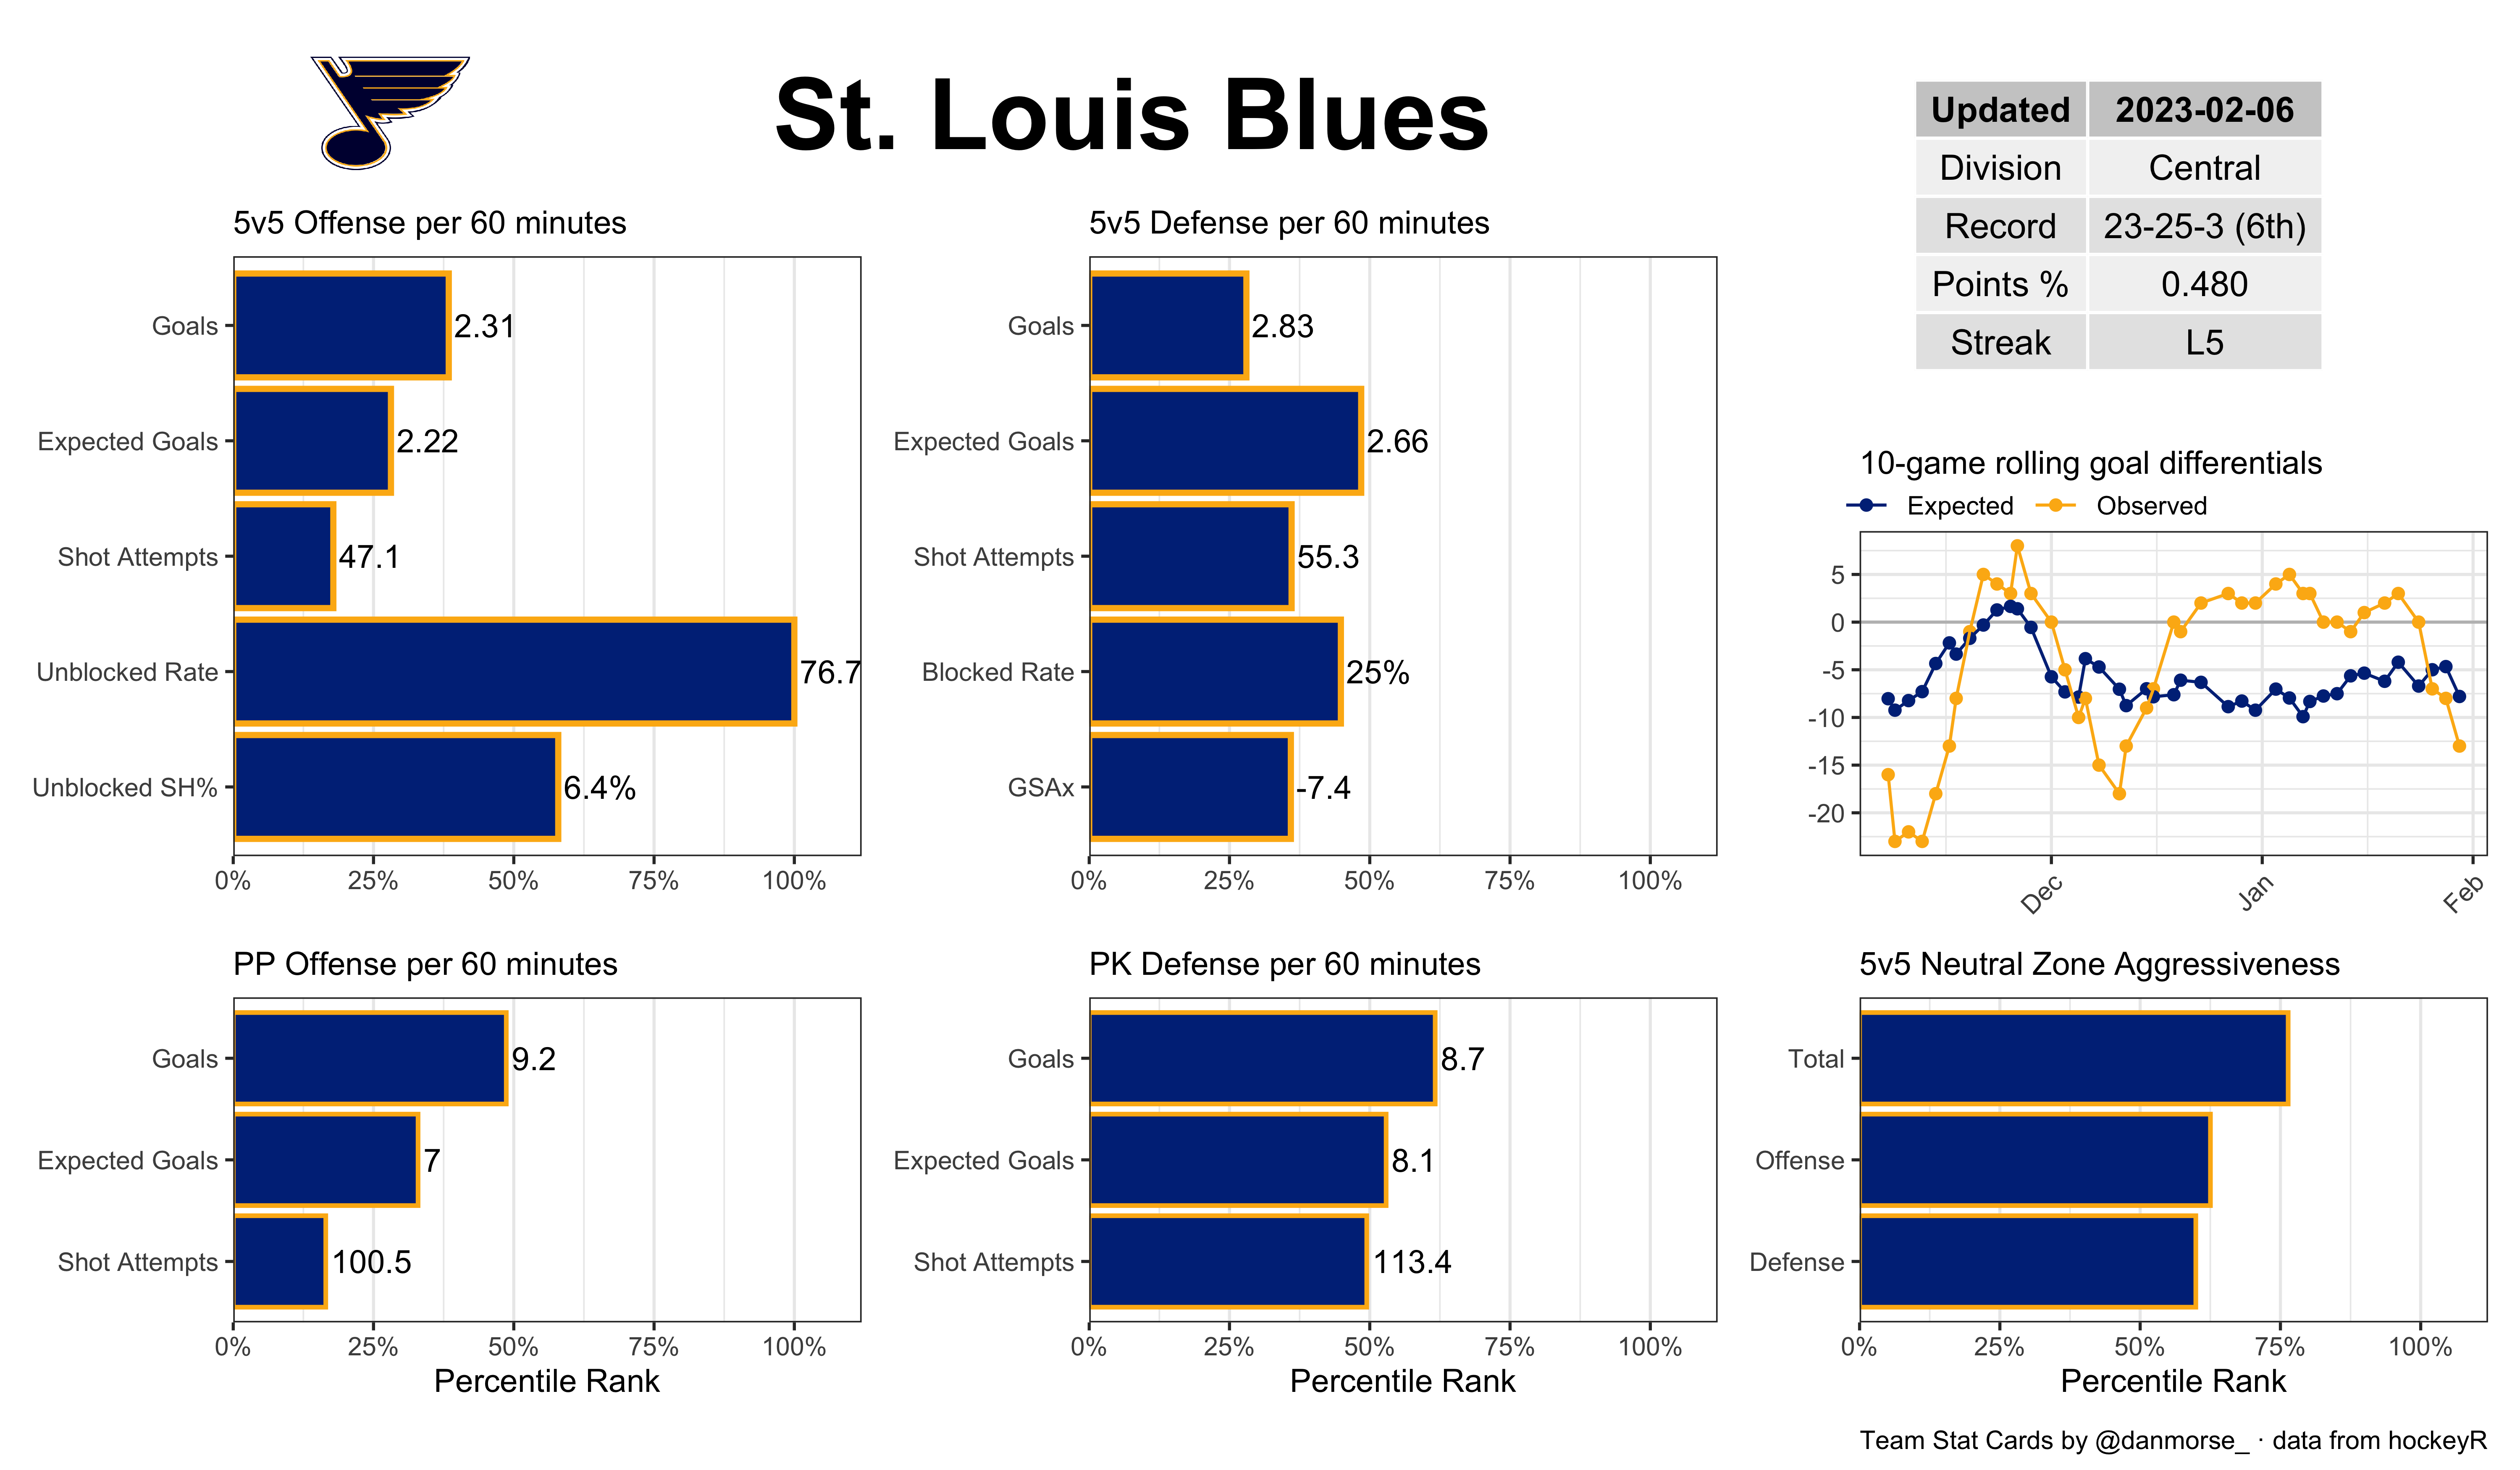 St. Louis Blues
Updated 2023-02-06
Division Central
Record 23-25-3 (6th)
Points % 0.480
Streak L5
5v5 Offense per 60 minutes
Goals 2.31
Expected Goals 2.22
Shot Attempts 47.1
Unblocked Rate 76.7
Unblocked SH% 6.4%
0% 25% 50% 75% 100%
5v5 Defense per 60 minutes
Goals 2.83
Expected Goals 2.66
Shot Attempts 55.3
Blocked Rate 25%
GSAx -7.4
0% 25% 50% 75% 100%
10-game rolling goal differentials
Expected Observed
5
0
-5
-10
-15
-20
Dec Jan Feb
PP Offense per 60 minutes
Goals 9.2
Expected Goals 7
Shot Attempts 100.5
0% 25% 50% 75% 100%
Percentile Rank
PK Defense per 60 minutes
Goals 8.7
Expected Goals 8.1
Shot Attempts 113.4
0% 25% 50% 75% 100%
Percentile Rank
5v5 Neutral Zone Aggressiveness
Total
Offense
Defense
0% 25% 50% 75% 100%
Percentile Rank
Team Stat Cards by @danmorse_ · data from hockeyR